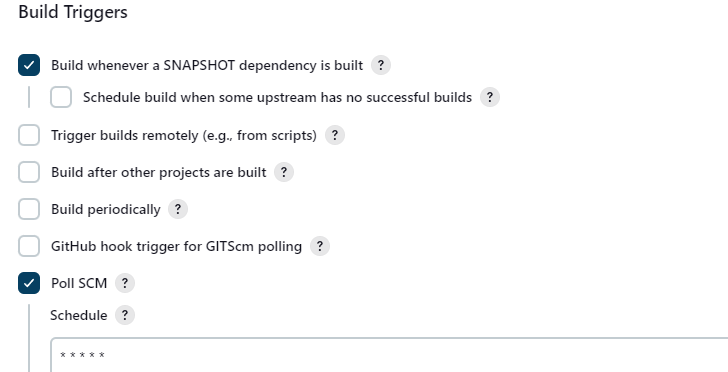 Build Triggers
Build whenever a SNAPSHOT dependency is built ?
Schedule build when some upstream has no successful builds ?
Trigger builds remotely (e.g., from scripts) ?
Build after other projects are built ?
Build periodically ?
GitHub hook trigger for GITScm polling ?
Poll SCM ?
Schedule ?
* * * * *